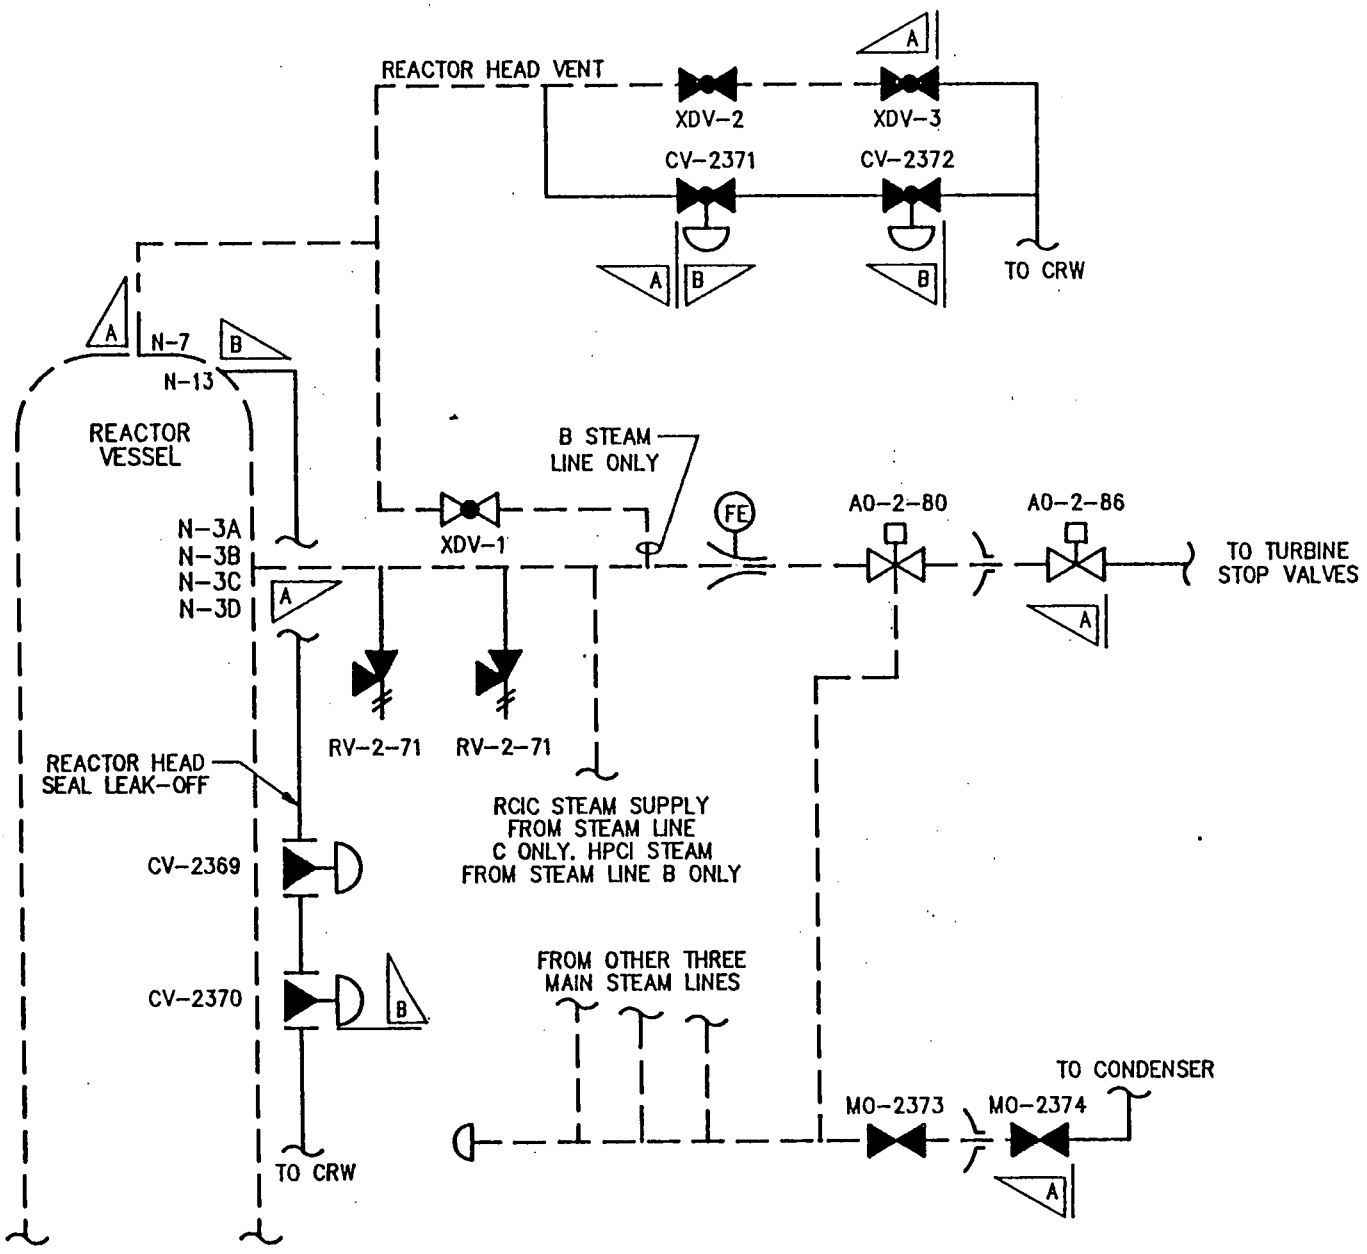 A
REACTOR HEAD VENT
XDV-2
XDV-3
CV-2371
CV-2372
A
B
B
TO CRW
A
N-7
B
N-13
REACTOR
VESSEL
B STEAM
LINE ONLY
FE
AO-2-80
AO-2-86
XDV-1
N-3A
N-3B
N-3C
N-3D
TO TURBINE
STOP VALVES
A
A
RV-2-71
RV-2-71
REACTOR HEAD
SEAL LEAK-OFF
RCIC STEAM SUPPLY
FROM STEAM LINE
C ONLY. HPCI STEAM
FROM STEAM LINE B ONLY
CV-2369
FROM OTHER THREE
MAIN STEAM LINES
CV-2370
B
TO CONDENSER
MO-2373
MO-2374
TO CRW
A